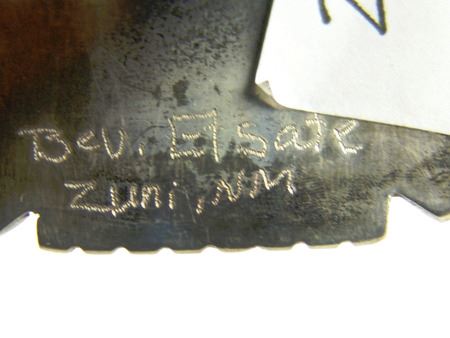 Bev. Etsate
Zuni, NM